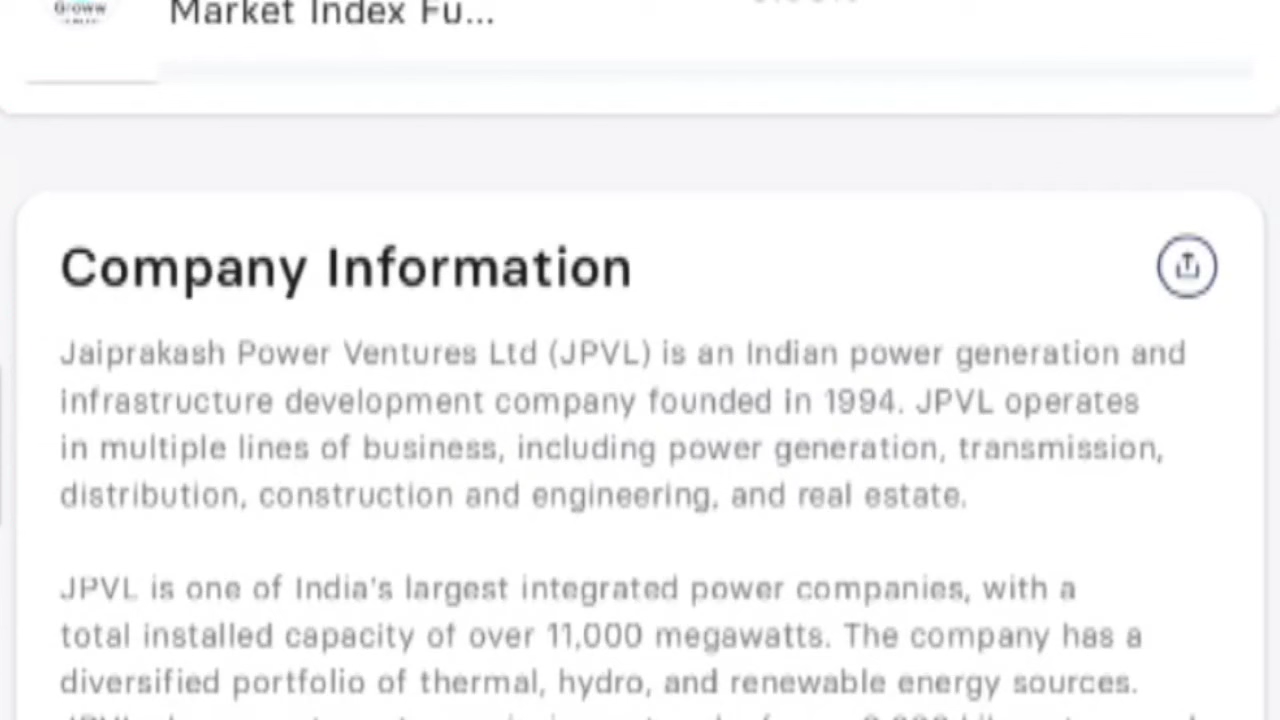 Groww
Market Index Fu...
Company Information
Jaiprakash Power Ventures Ltd (JPVL) is an Indian power generation and
infrastructure development company founded in 1994. JPVL operates
in multiple lines of business, including power generation, transmission,
distribution, construction and engineering, and real estate.
JPVL is one of India's largest integrated power companies, with a
total installed capacity of over 11,000 megawatts. The company has a
diversified portfolio of thermal, hydro, and renewable energy sources.